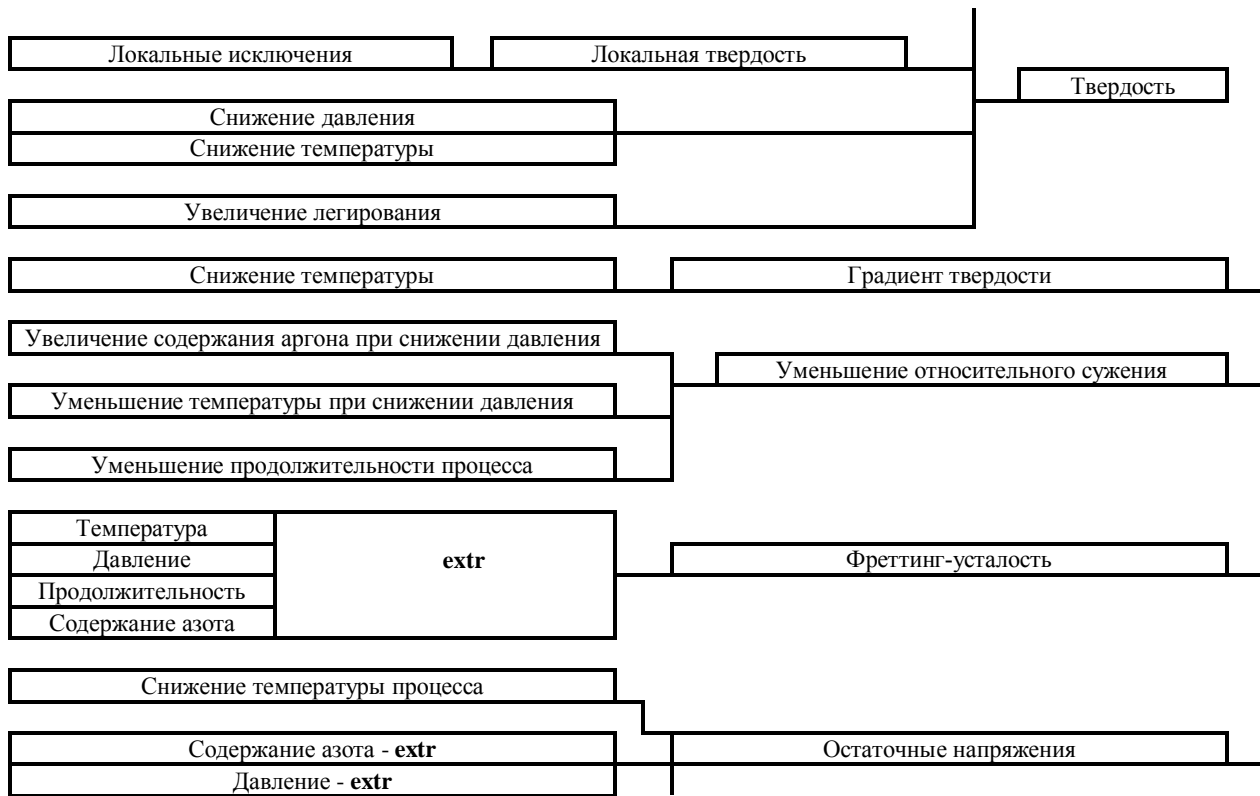 Локальные исключения
Локальная твердость
Твердость
Снижение давления
Снижение температуры
Увеличение легирования
Снижение температуры
Градиент твердости
Увеличение содержания аргона при снижении давления
Уменьшение относительного сужения
Уменьшение температуры при снижении давления
Уменьшение продолжительности процесса
Температура
Давление
extr
Фреттинг-усталость
Продолжительность
Содержание азота
Снижение температуры процесса
Содержание азота - extr
Остаточные напряжения
Давление - extr